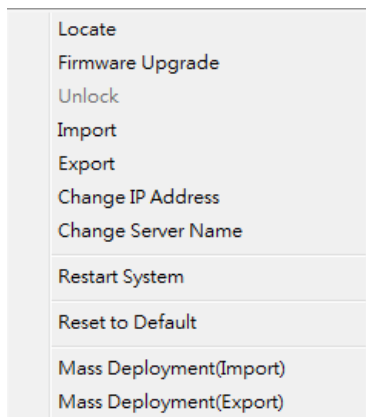 Locate
Firmware Upgrade
Unlock
Import
Export
Change IP Address
Change Server Name
Restart System
Reset to Default
Mass Deployment(Import)
Mass Deployment(Export)